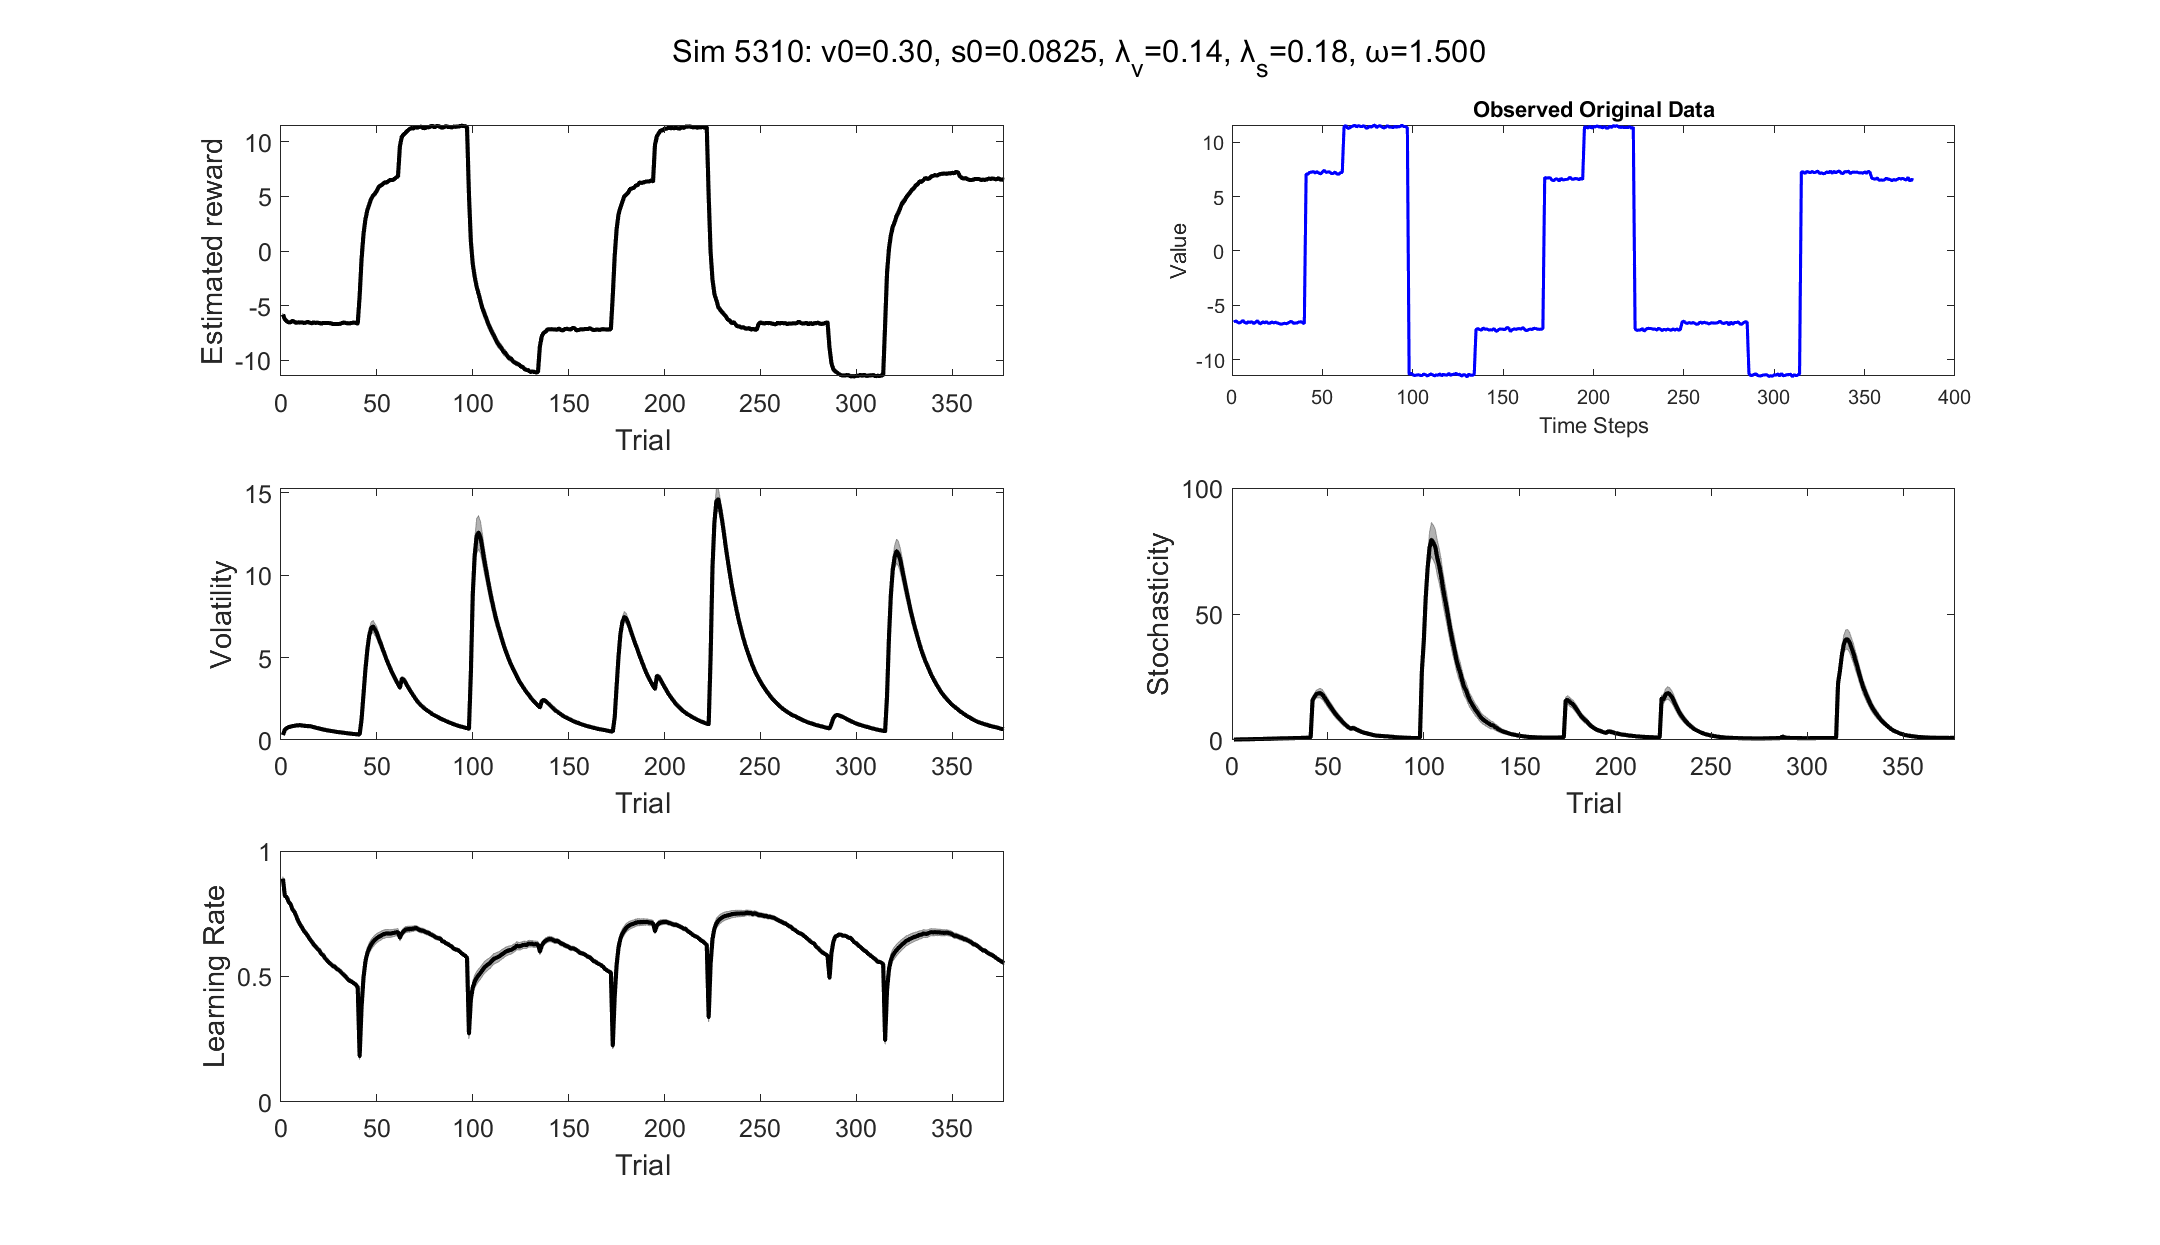 Sim 5310: v0=0.30, s0=0.0825, λ_v=0.14, λ_s=0.18, ω=1.500
10
5
0
-5
-10
Estimated reward
0 50 100 150 200 250 300 350
Trial
Observed Original Data
10
5
0
-5
-10
Value
0 50 100 150 200 250 300 350 400
Time Steps
15
10
5
0
Volatility
0 50 100 150 200 250 300 350
Trial
100
50
0
Stochasticity
0 50 100 150 200 250 300 350
Trial
1
0.5
0
Learning Rate
0 50 100 150 200 250 300 350
Trial